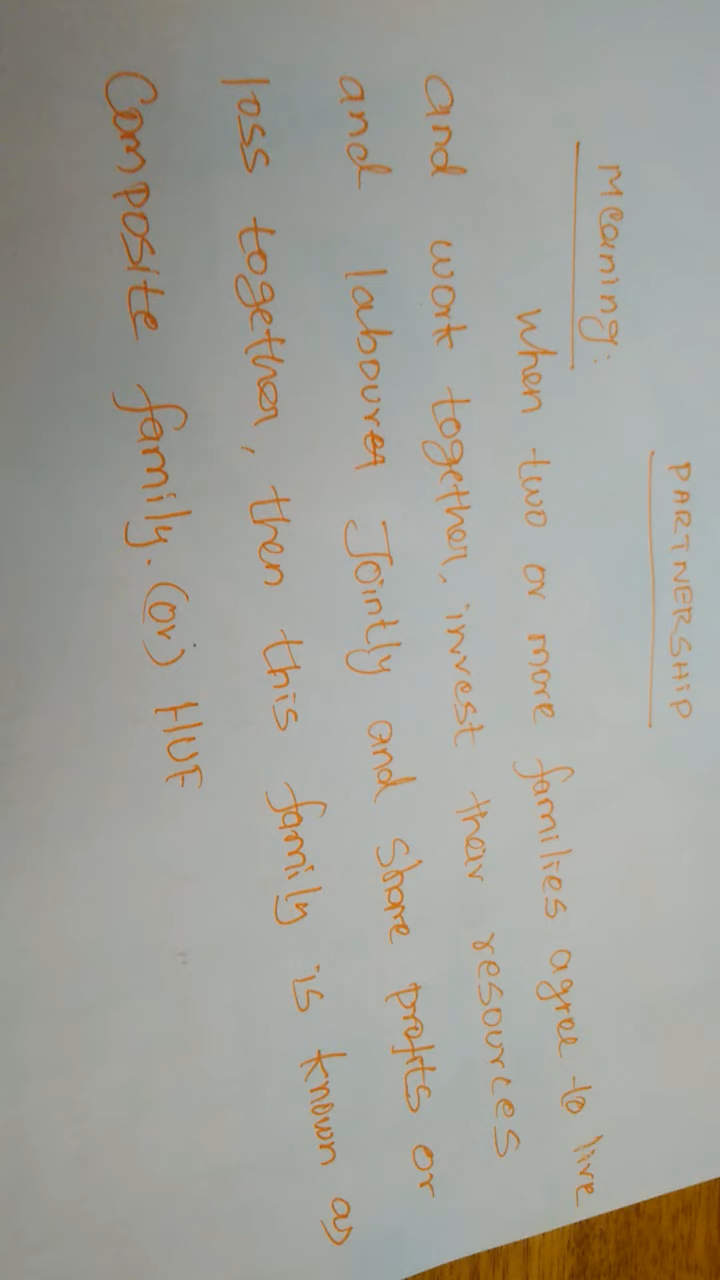 PARTNERSHIP
Meaning:
When two or more families agree to live
and work together, invest their resources
and labourer Jointly and share profits or
loss together, then this family is known as
Composite family. (or) HUF